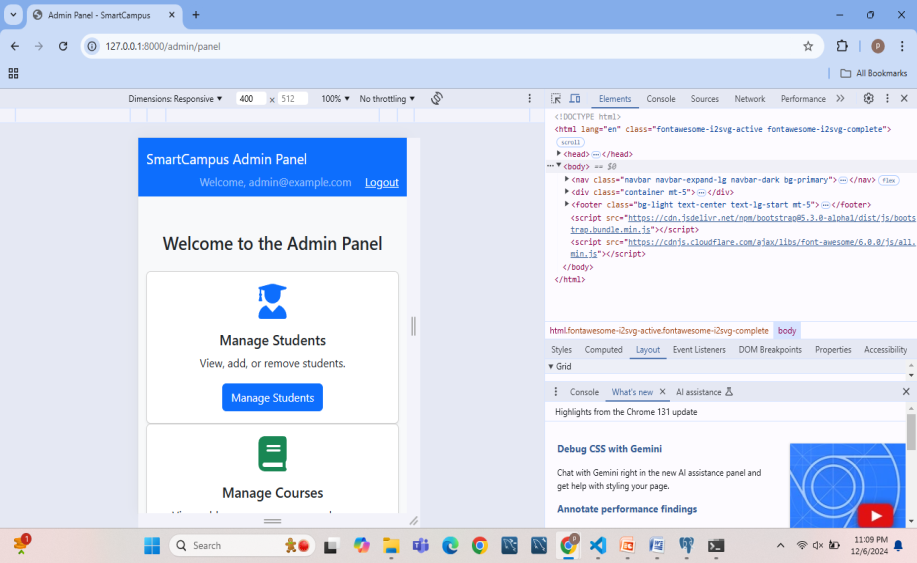 Admin Panel - SmartCampus
127.0.0.1:8000/admin/panel
All Bookmarks
Dimensions: Responsive 400 x 512 100% No throttling
SmartCampus Admin Panel
Welcome, admin@example.com Logout
Welcome to the Admin Panel
Manage Students
View, add, or remove students.
Manage Students
Manage Courses
Elements Console Sources Network Performance
<!DOCTYPE html>
<html lang="en" class="fontawesome-i2svg-active fontawesome-i2svg-complete">
scroll
<head> </head>
<body> == $0
<nav class="navbar navbar-expand-lg navbar-dark bg-primary"> </nav> flex
<div class="container mt-5"> </div>
<footer class="bg-light text-center text-lg-start mt-5"> </footer>
<script src="https://cdn.jsdelivr.net/npm/bootstrap@5.3.0-alpha1/dist/js/boots
trap.bundle.min.js"></script>
<script src="https://cdnjs.cloudflare.com/ajax/libs/font-awesome/6.0.0/js/all.
min.js"></script>
</body>
</html>
html.fontawesome-i2svg-active.fontawesome-i2svg-complete body
Styles Computed Layout Event Listeners DOM Breakpoints Properties Accessibility
Grid
Console What's new AI assistance
Highlights from the Chrome 131 update
Debug CSS with Gemini
Chat with Gemini right in the new AI assistance panel and
get help with styling your page.
Annotate performance findings
1
Search
11:09 PM
12/6/2024